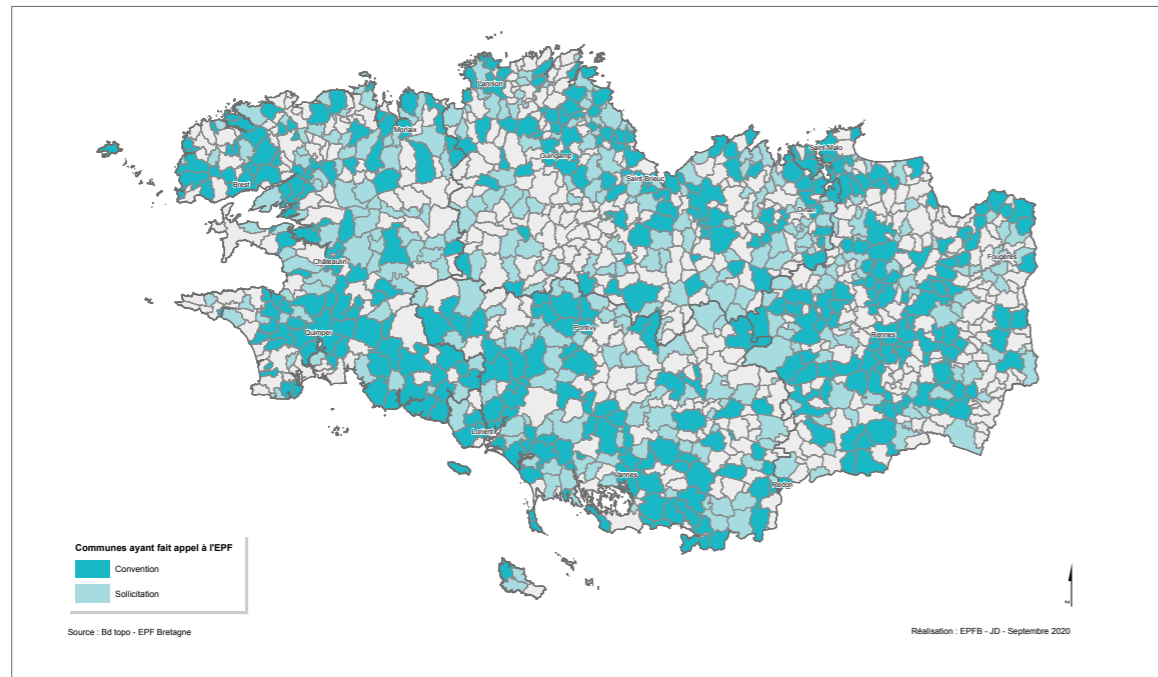 Lannion
Morlaix
Saint-Malo
Guingamp
Saint-Brieuc
Brest
Dinan
Fougères
Châteaulin
Quimper
Pontivy
Rennes
Lorient
Vannes
Redon
Communes ayant fait appel à l'EPF
Convention
Sollicitation
N
Source : Bd topo - EPF Bretagne
Réalisation : EPFB - JD - Septembre 2020